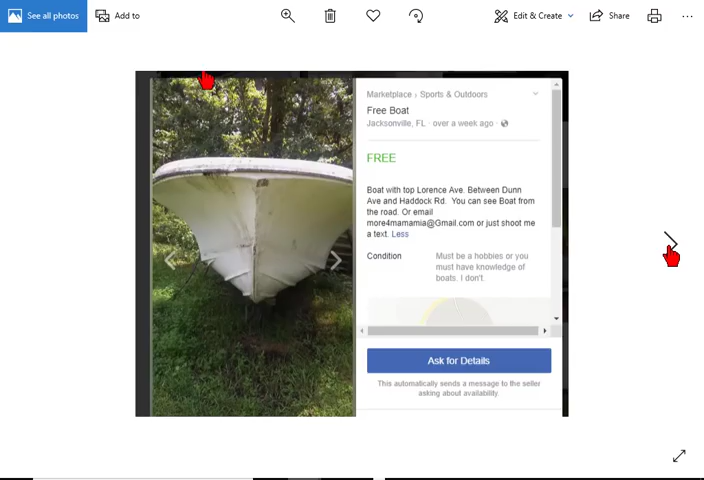 See all photos
Add to
Edit & Create
Share
Marketplace › Sports & Outdoors
Free Boat
Jacksonville, FL · over a week ago ·
FREE
Boat with top Lorence Ave. Between Dunn
Ave and Haddock Rd. You can see Boat from
the road. Or email
more4mamamia@Gmail.com or just shoot me
a text. Less
Condition
Must be a hobbies or you
must have knowledge of
boats. I don't.
Ask for Details
This automatically sends a message to the seller
asking about availability